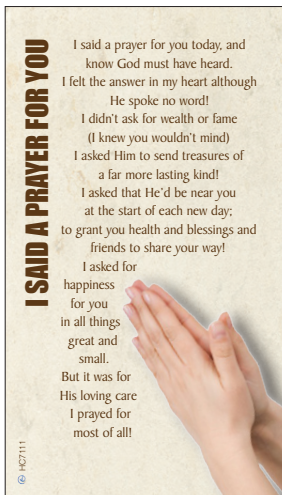 I SAID A PRAYER FOR YOU
I said a prayer for you today, and
know God must have heard.
I felt the answer in my heart although
He spoke no word!
I didn't ask for wealth or fame
(I knew you wouldn't mind)
I asked Him to send treasures of
a far more lasting kind!
I asked that He'd be near you
at the start of each new day;
to grant you health and blessings and
friends to share your way!
I asked for
happiness
for you
in all things
great and
small.
But it was for
His loving care
I prayed for
most of all!
HC7111